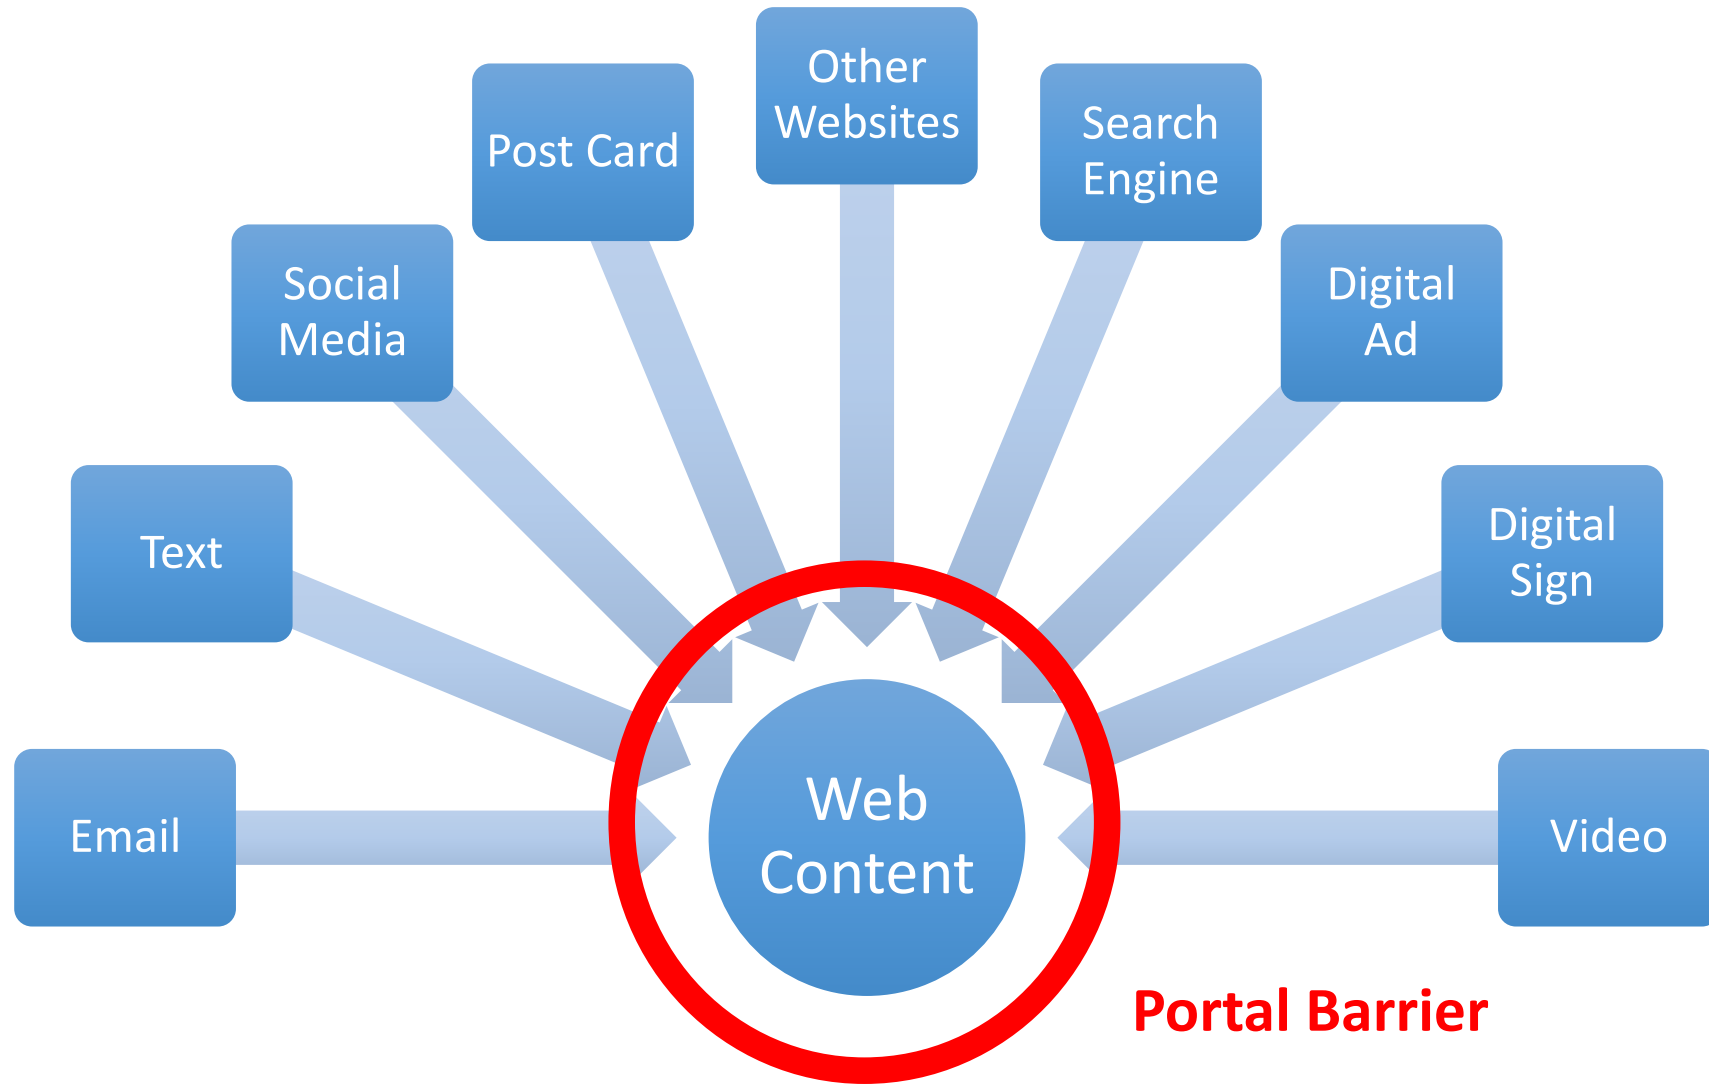 Other
Websites
Post Card
Search
Engine
Social
Media
Digital
Ad
Text
Digital
Sign
Email
Web
Content
Video
Portal Barrier